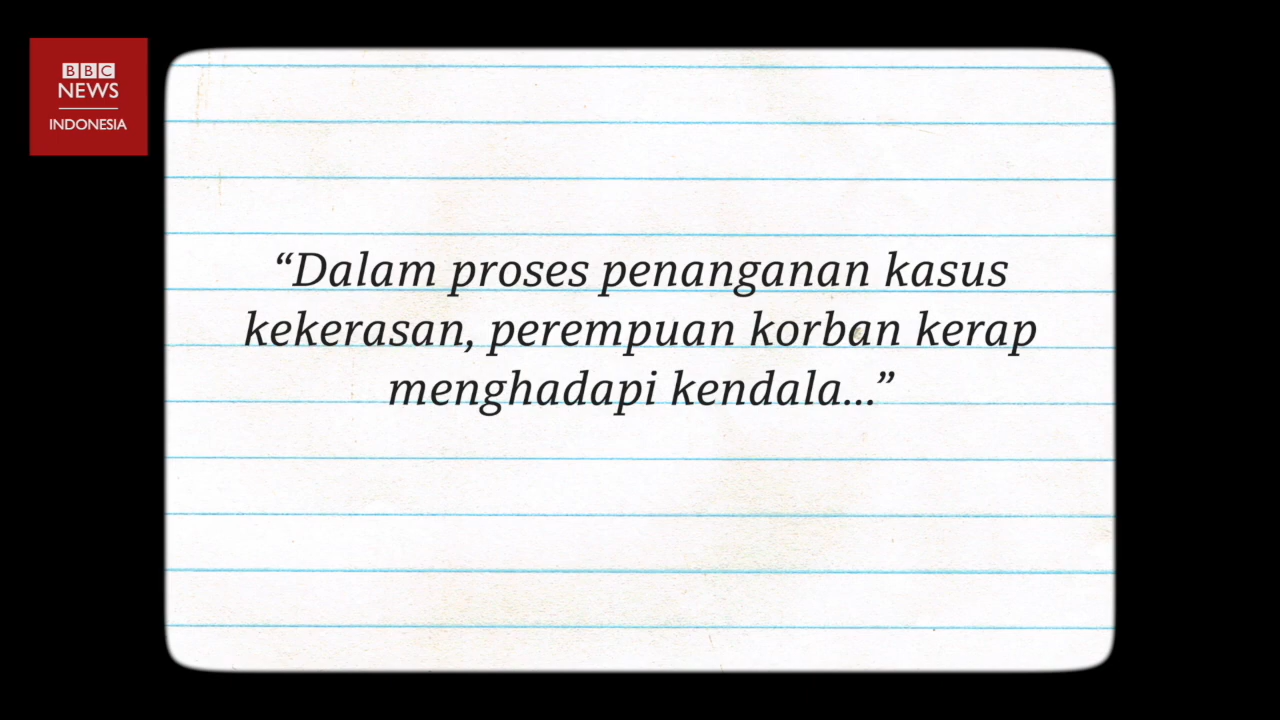 BBC
NEWS
INDONESIA
“Dalam proses penanganan kasus
kekerasan, perempuan korban kerap
menghadapi kendala...”